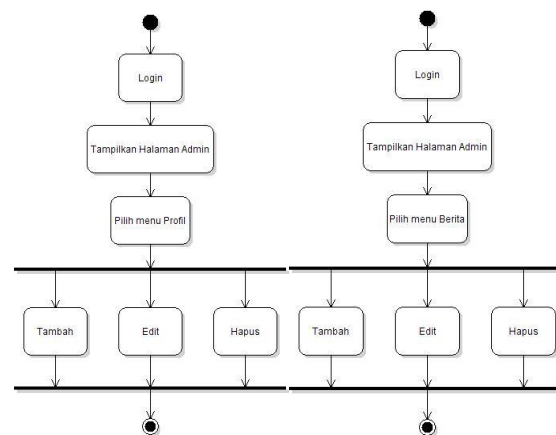 Login
Tampilkan Halaman Admin
Pilih menu Profil
Tambah
Edit
Hapus
Login
Tampilkan Halaman Admin
Pilih menu Berita
Tambah
Edit
Hapus